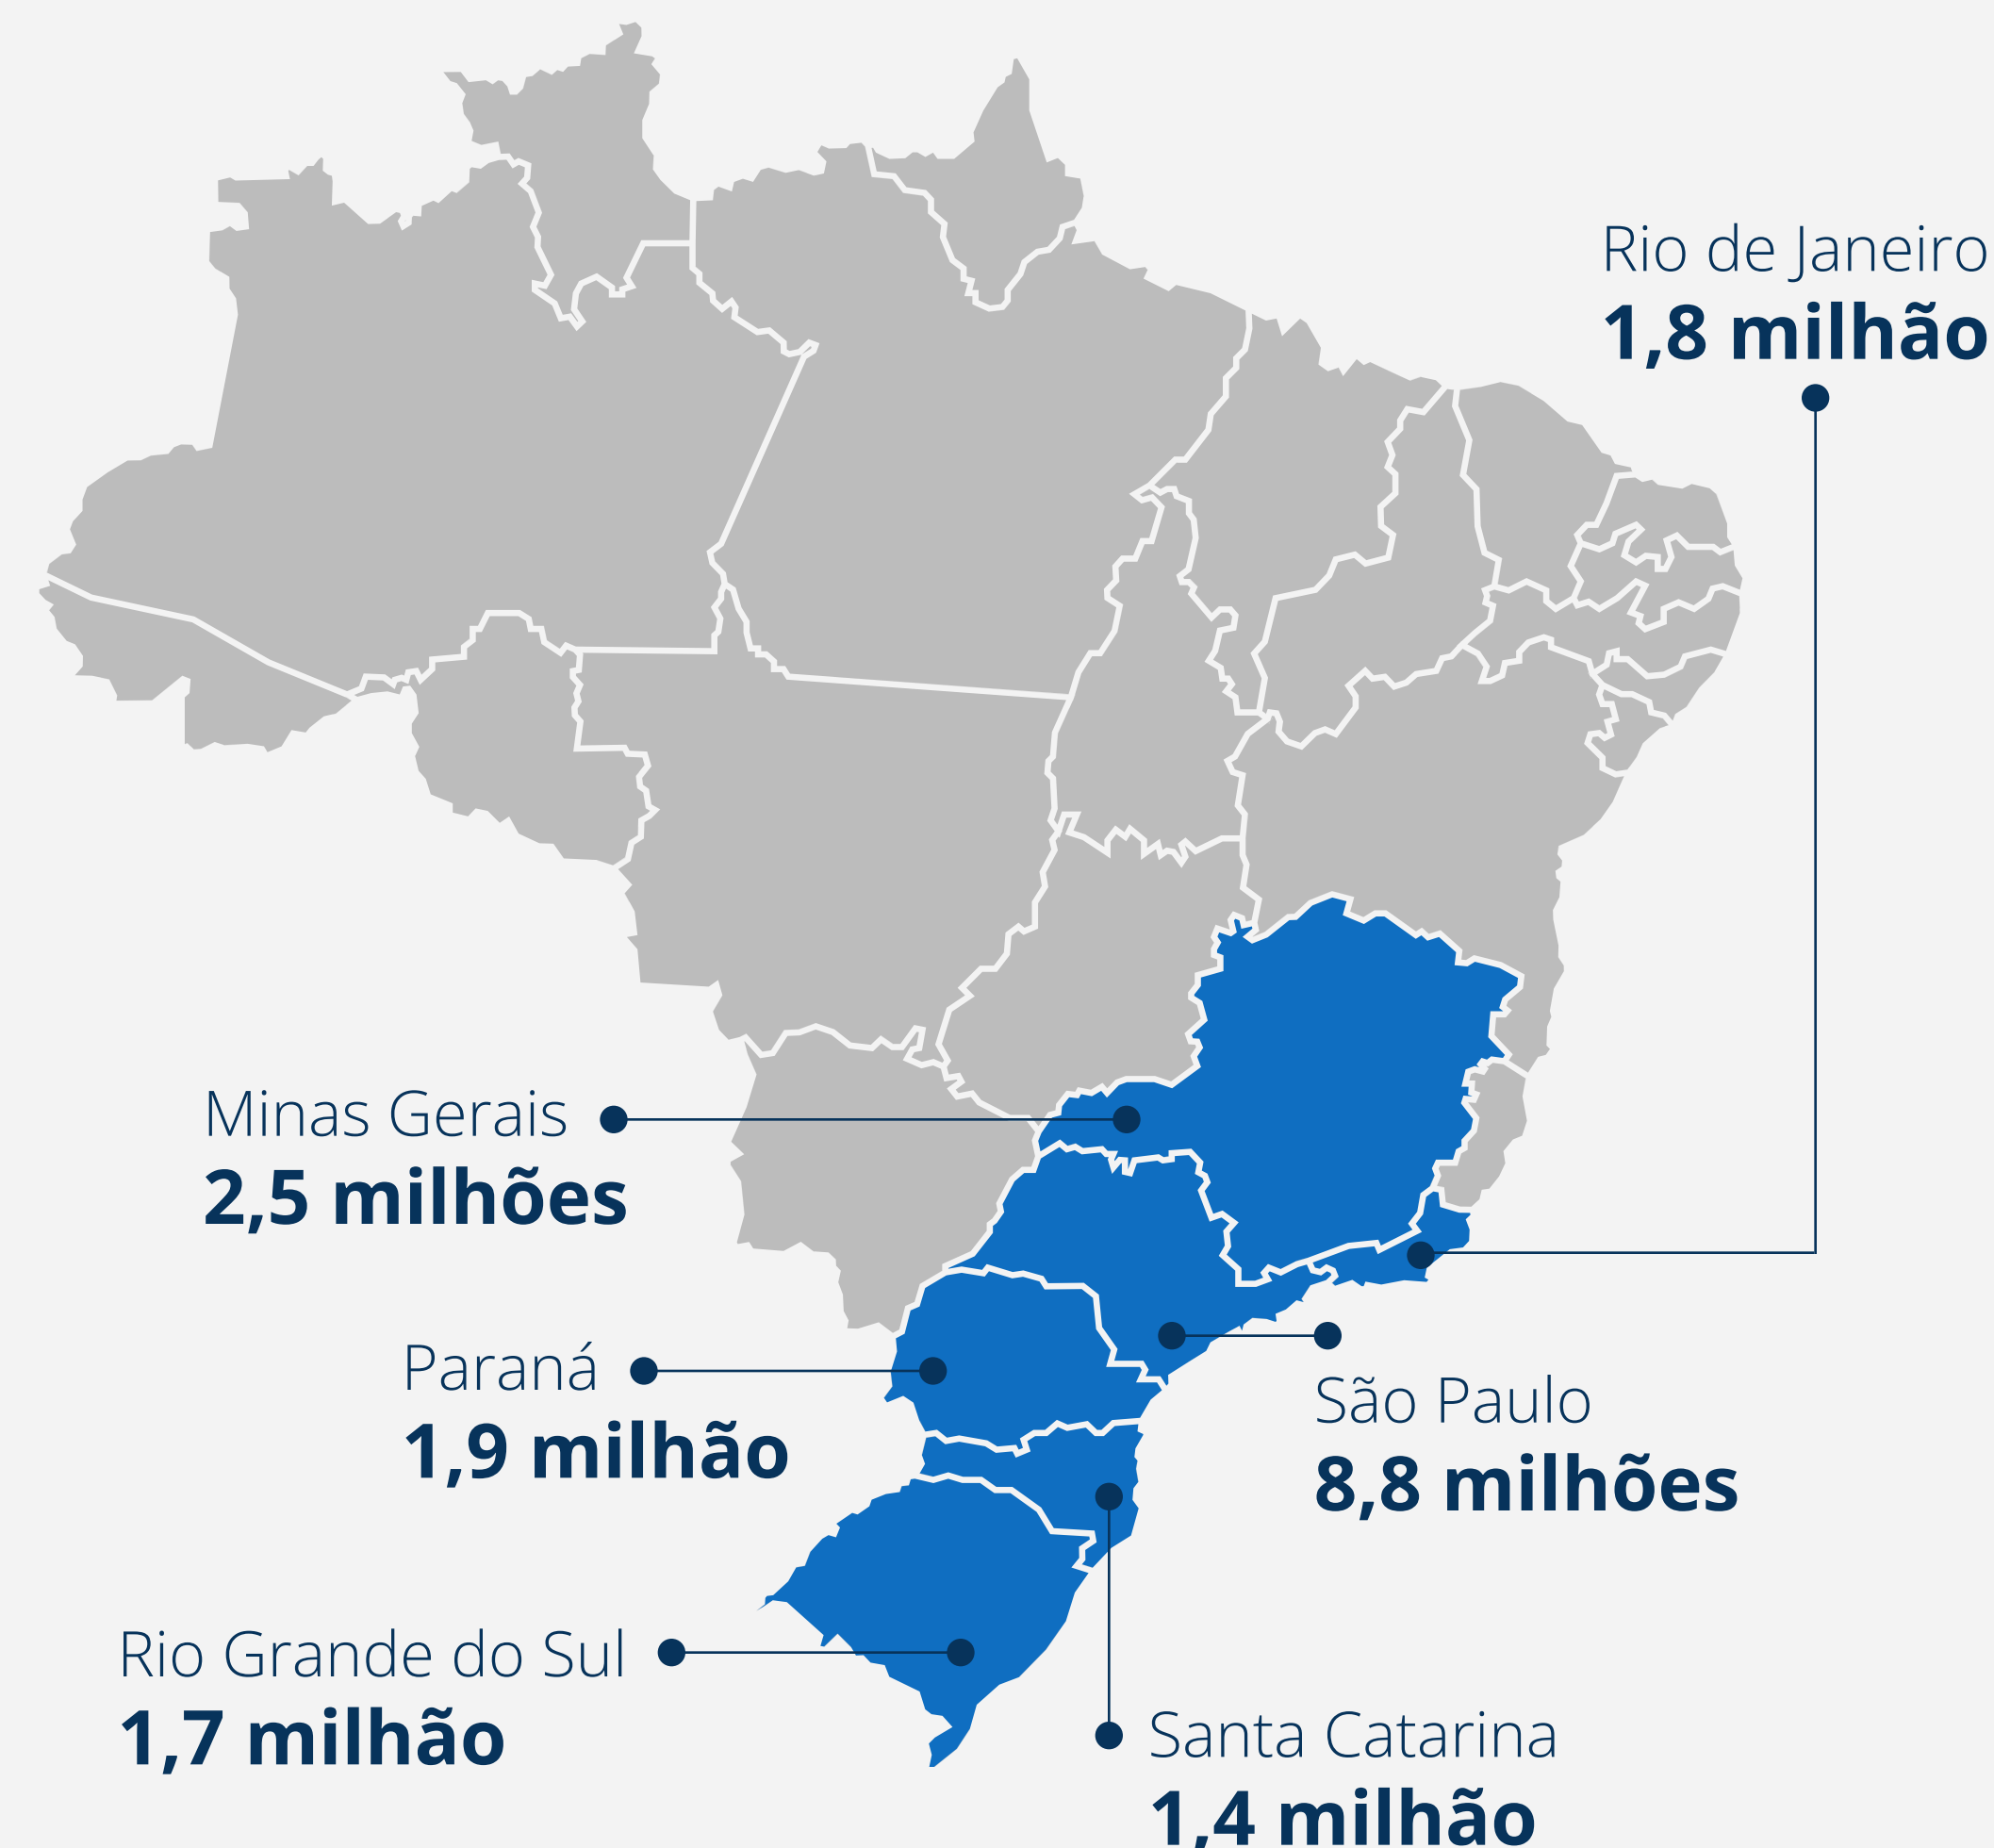 Rio de Janeiro
1,8 milhão
Minas Gerais
2,5 milhões
Paraná
1,9 milhão
São Paulo
8,8 milhões
Rio Grande do Sul
1,7 milhão
Santa Catarina
1,4 milhão